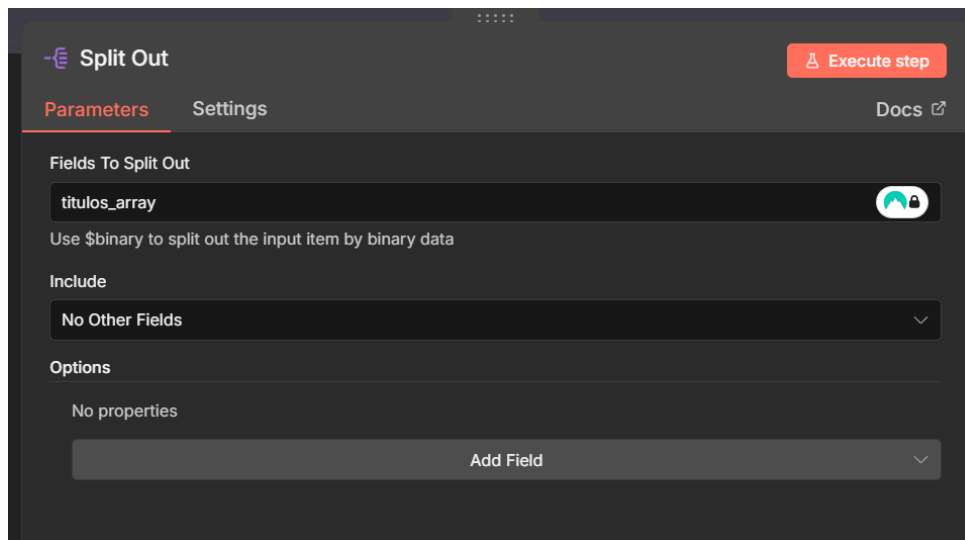 Split Out
Execute step
Parameters
Settings
Docs
Fields To Split Out
titulos_array
Use $binary to split out the input item by binary data
Include
No Other Fields
Options
No properties
Add Field